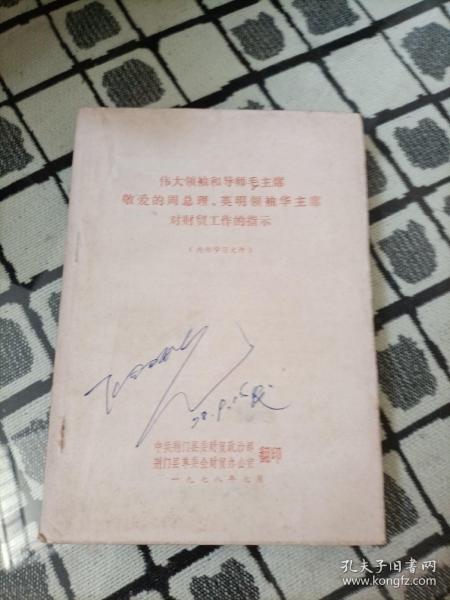 伟大领袖和导师毛主席
敬爱的周总理、英明领袖华主席
对财贸工作的指示
(内部学习文件)
中共荆门县委财贸政治部
荆门县革委会财贸办公室
翻印
一九七八年七月
孔夫子旧书网
www.kongfz.com